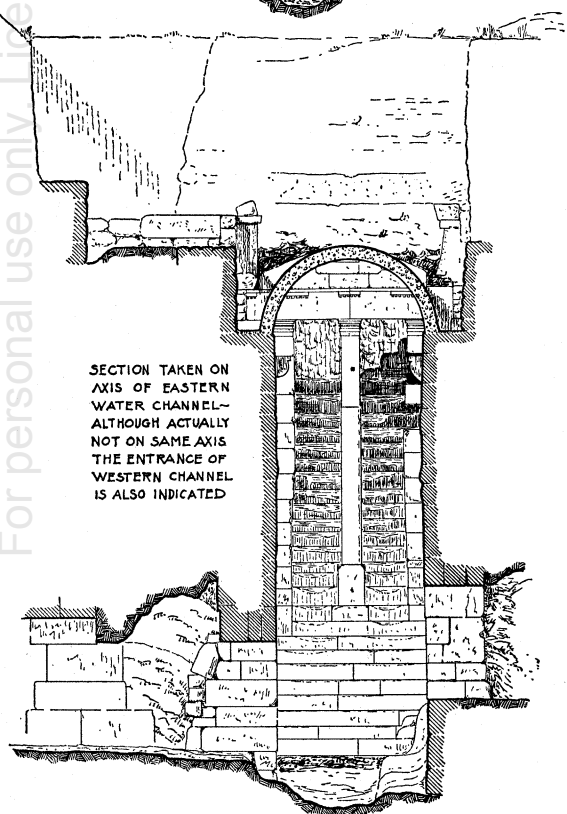 SECTION TAKEN ON
AXIS OF EASTERN
WATER CHANNEL~
ALTHOUGH ACTUALLY
NOT ON SAME AXIS
THE ENTRANCE OF
WESTERN CHANNEL
IS ALSO INDICATED
For personal use only.